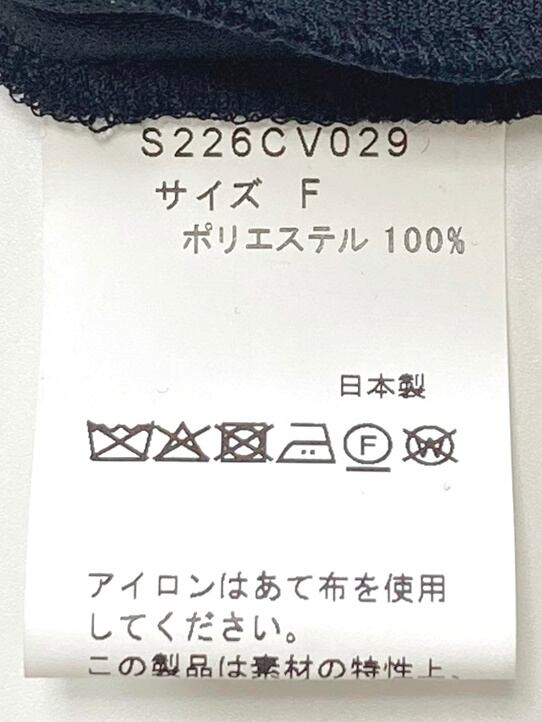 S226CV029
サイズ F
ポリエステル 100%
日本製
F W
アイロンはあて布を使用
してください。
この製品は素材の特性上、